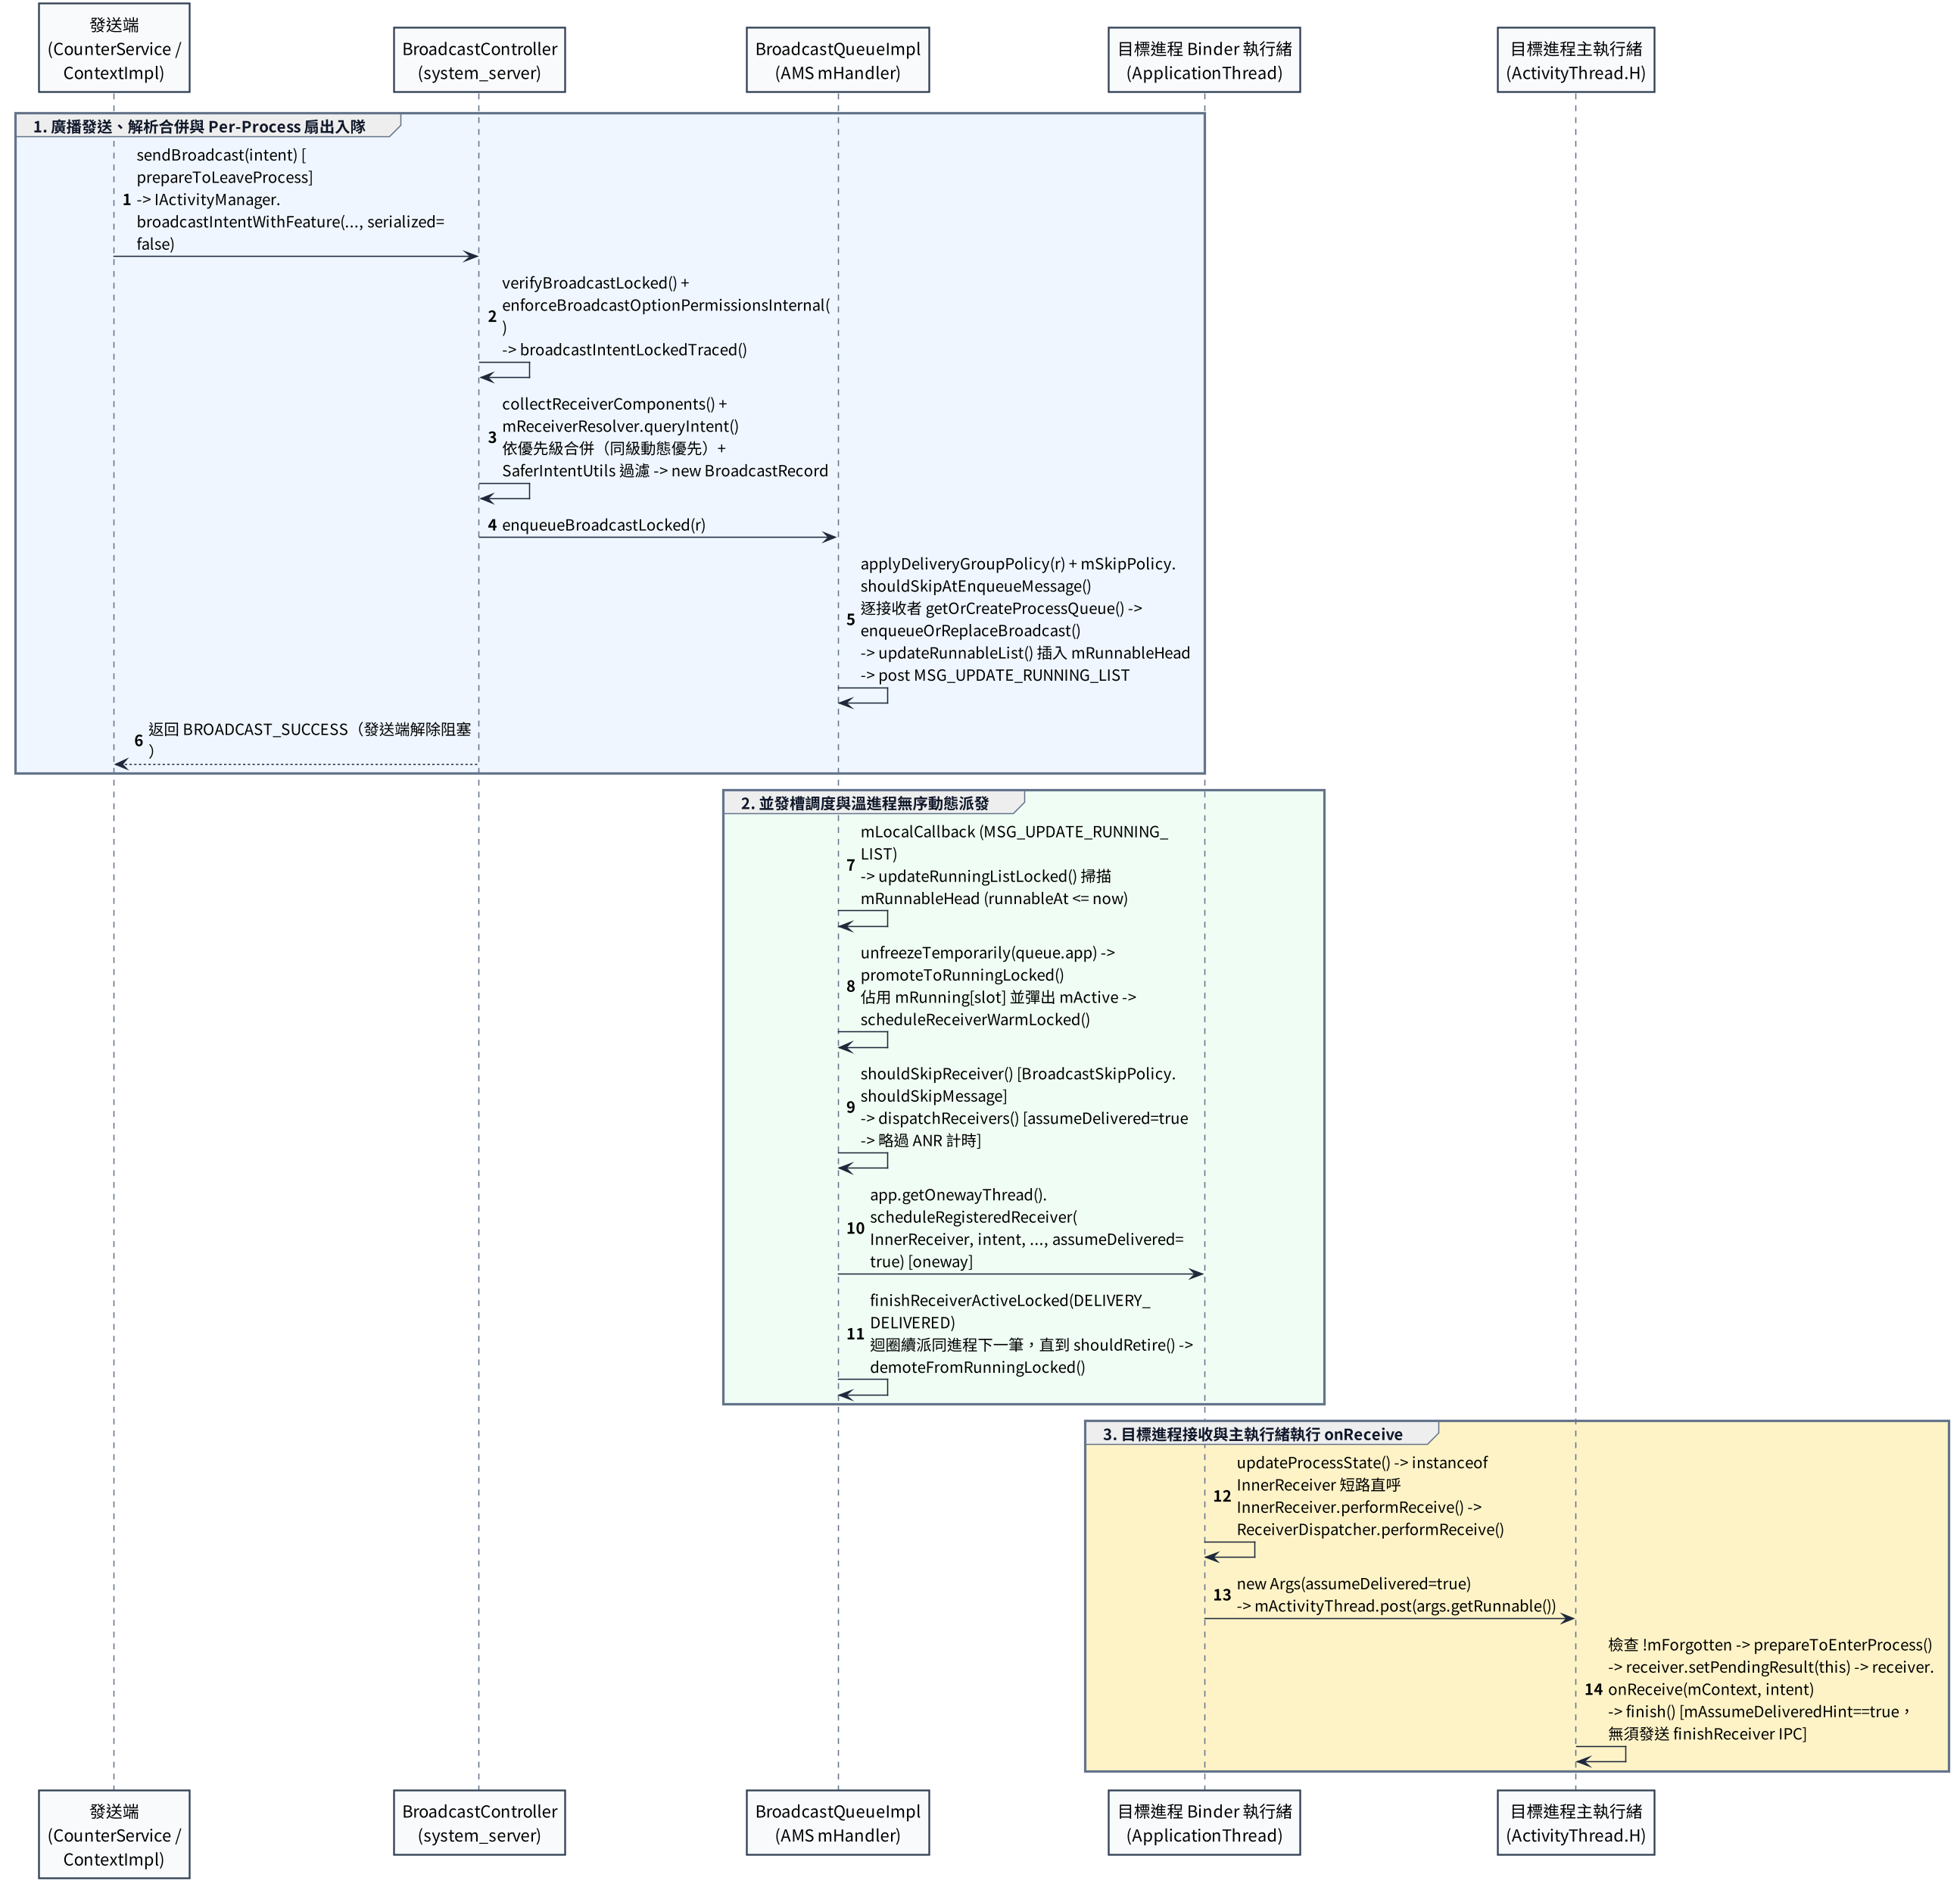 發送端
(CounterService /
ContextImpl)
BroadcastController
(system_server)
BroadcastQueueImpl
(AMS mHandler)
目標進程 Binder 執行緒
(ApplicationThread)
目標進程主執行緒
(ActivityThread.H)
1. 廣播發送、解析合併與 Per-Process 扇出入隊
sendBroadcast(intent) [
prepareToLeaveProcess]
1 -> IActivityManager.
broadcastIntentWithFeature(..., serialized=
false)
verifyBroadcastLocked() +
enforceBroadcastOptionPermissionsInternal(
2 )
-> broadcastIntentLockedTraced()
collectReceiverComponents() +
mReceiverResolver.queryIntent()
3 依優先級合併（同級動態優先）+
SaferIntentUtils 過濾 -> new BroadcastRecord
4 enqueueBroadcastLocked(r)
applyDeliveryGroupPolicy(r) + mSkipPolicy.
shouldSkipAtEnqueueMessage()
逐接收者 getOrCreateProcessQueue() ->
5 enqueueOrReplaceBroadcast()
-> updateRunnableList() 插入 mRunnableHead
-> post MSG_UPDATE_RUNNING_LIST
返回 BROADCAST_SUCCESS（發送端解除阻塞
6 ）
2. 並發槽調度與溫進程無序動態派發
mLocalCallback (MSG_UPDATE_RUNNING_
LIST)
7 -> updateRunningListLocked() 掃描
mRunnableHead (runnableAt <= now)
unfreezeTemporarily(queue.app) ->
promoteToRunningLocked()
8 佔用 mRunning[slot] 並彈出 mActive ->
scheduleReceiverWarmLocked()
shouldSkipReceiver() [BroadcastSkipPolicy.
shouldSkipMessage]
9 -> dispatchReceivers() [assumeDelivered=true
-> 略過 ANR 計時]
app.getOnewayThread().
scheduleRegisteredReceiver(
10 InnerReceiver, intent, ..., assumeDelivered=
true) [oneway]
finishReceiverActiveLocked(DELIVERY_
DELIVERED)
11 迴圈續派同進程下一筆，直到 shouldRetire() ->
demoteFromRunningLocked()
3. 目標進程接收與主執行緒執行 onReceive
updateProcessState() -> instanceof
InnerReceiver 短路直呼
12 InnerReceiver.performReceive() ->
ReceiverDispatcher.performReceive()
new Args(assumeDelivered=true)
13 -> mActivityThread.post(args.getRunnable())
檢查 !mForgotten -> prepareToEnterProcess()
-> receiver.setPendingResult(this) -> receiver.
14 onReceive(mContext, intent)
-> finish() [mAssumeDeliveredHint==true，
無須發送 finishReceiver IPC]
發送端
(CounterService /
ContextImpl)
BroadcastController
(system_server)
BroadcastQueueImpl
(AMS mHandler)
目標進程 Binder 執行緒
(ApplicationThread)
目標進程主執行緒
(ActivityThread.H)